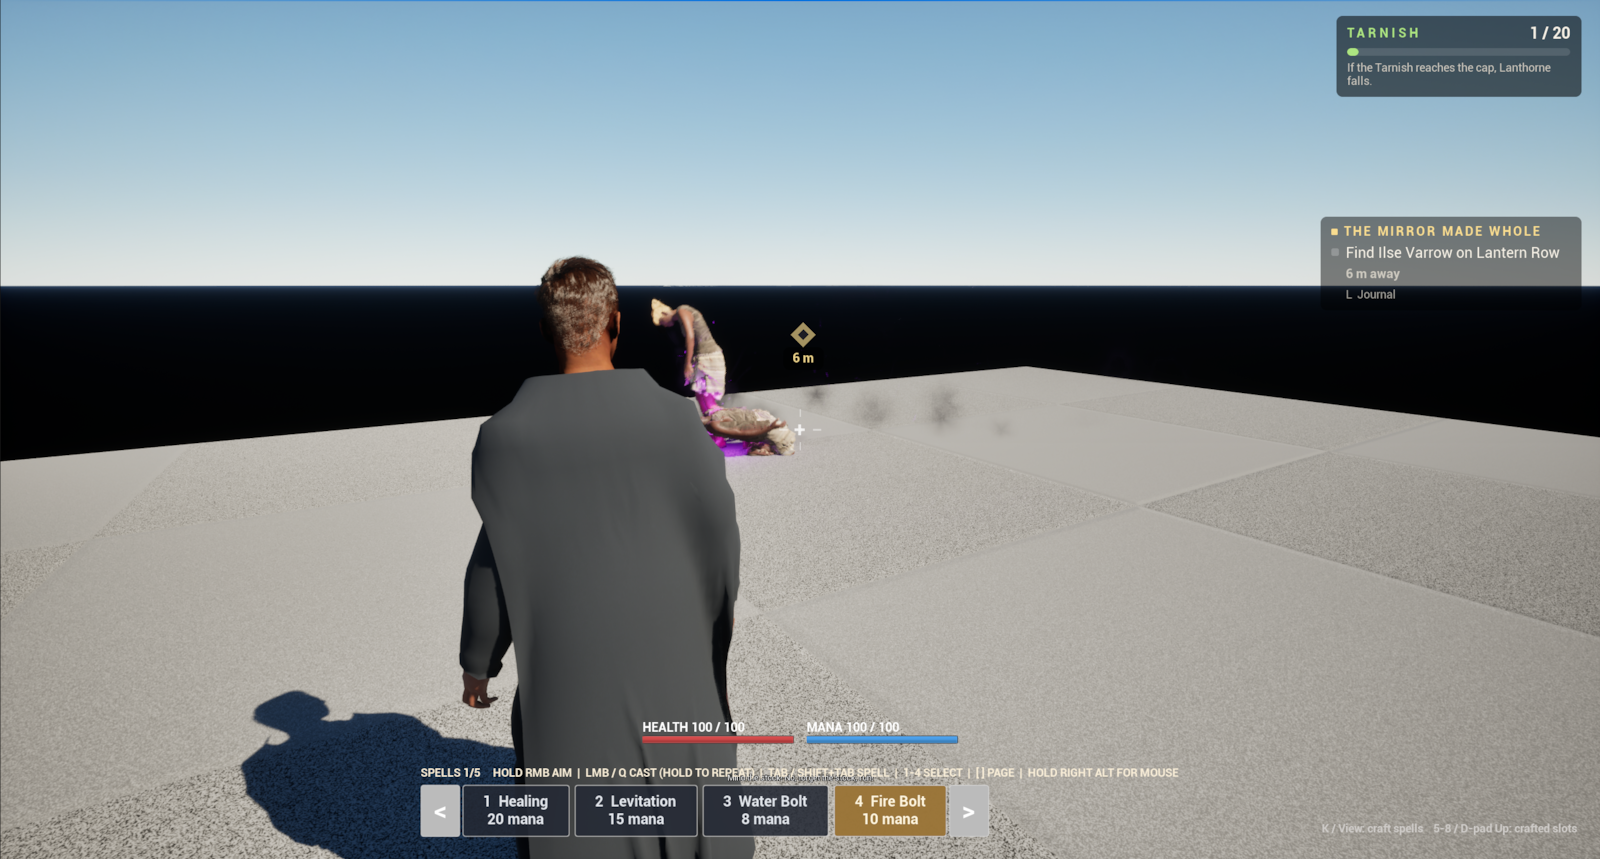 TARNISH 1 / 20
If the Tarnish reaches the cap, Lanthorne
falls.
THE MIRROR MADE WHOLE
Find Ilse Varrow on Lantern Row
6 m away
L Journal
6 m
HEALTH 100 / 100 MANA 100 / 100
SPELLS 1/5 HOLD RMB AIM | LMB / Q CAST (HOLD TO REPEAT) | TAB / SHIFT+TAB SPELL | 1-4 SELECT | [ ] PAGE | HOLD RIGHT ALT FOR MOUSE
< 1 Healing 2 Levitation 3 Water Bolt 4 Fire Bolt >
20 mana 15 mana 8 mana 10 mana
K / View: craft spells 5-8 / D-pad Up: crafted slots